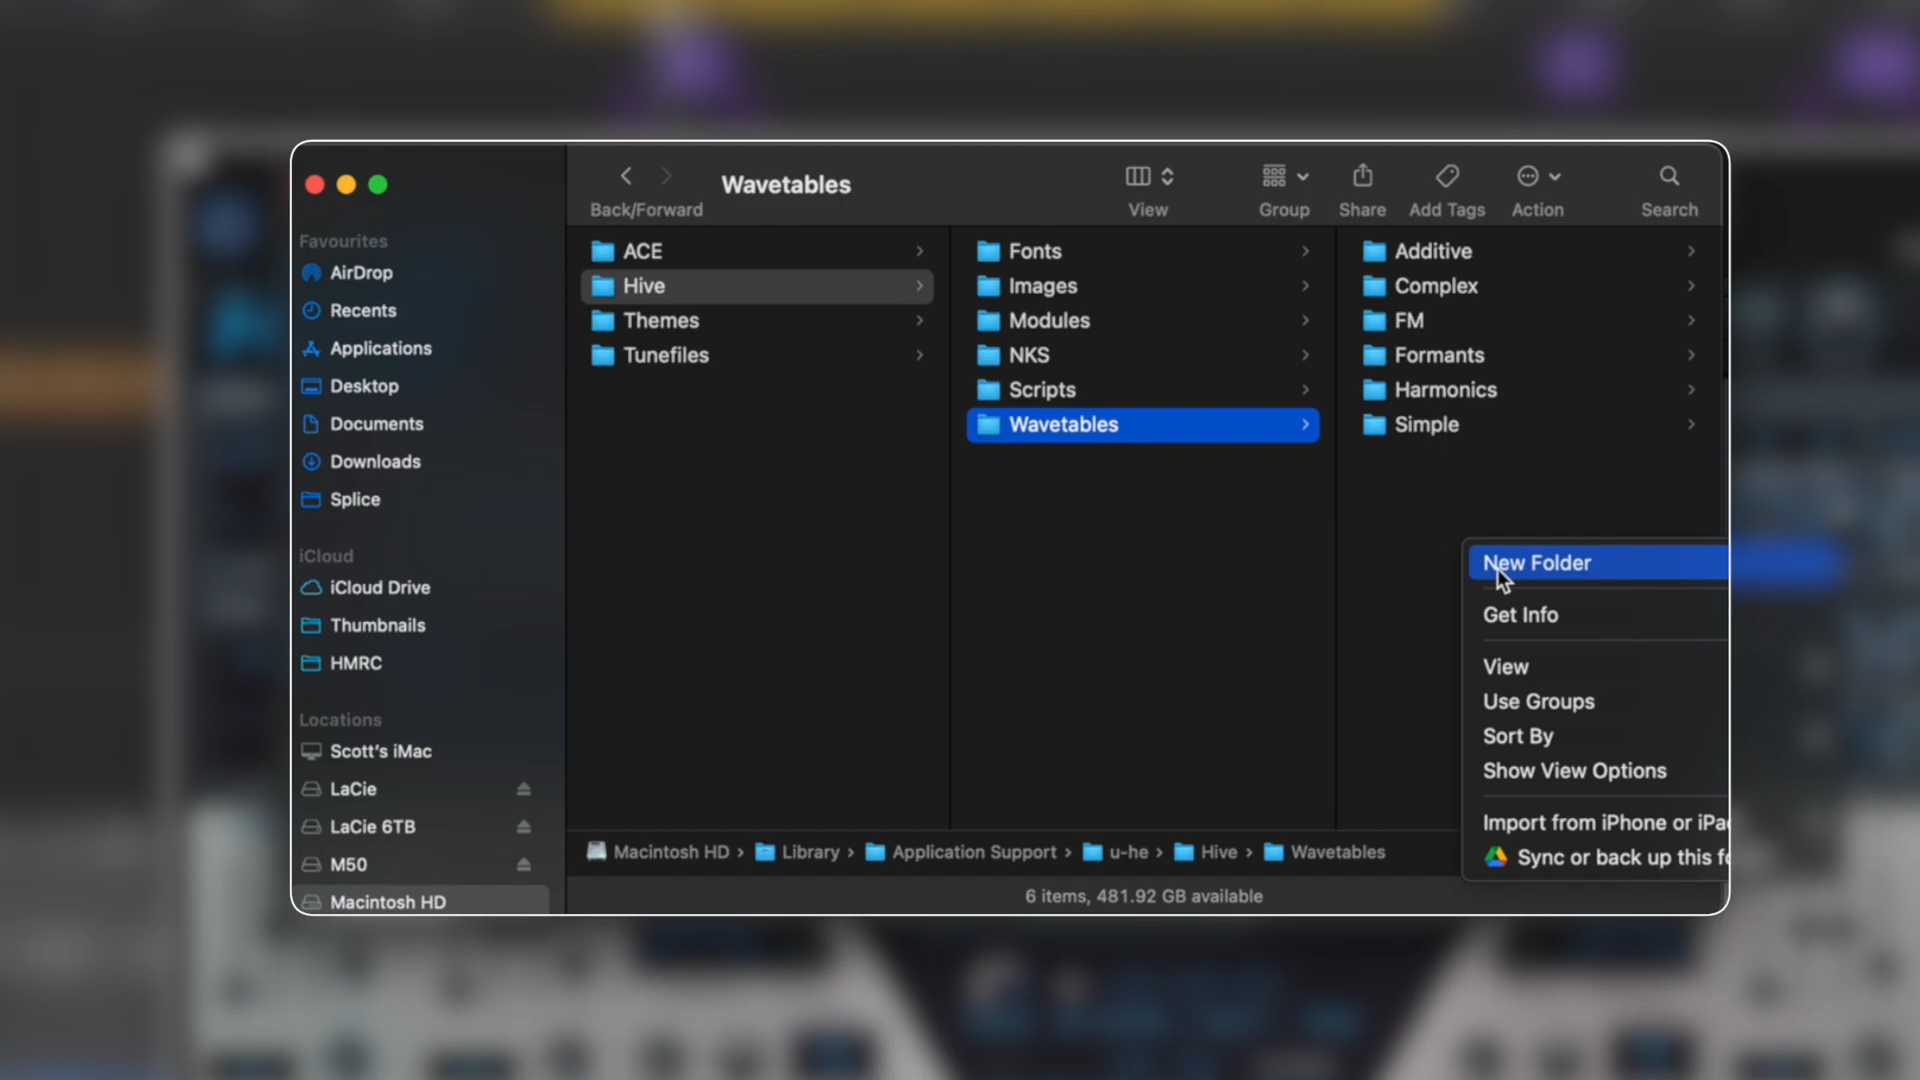 Wavetables
Back/Forward
View
Group
Share
Add Tags
Action
Search
Favourites
AirDrop
Recents
Applications
Desktop
Documents
Downloads
Splice
iCloud
iCloud Drive
Thumbnails
HMRC
Locations
Scott's iMac
LaCie
LaCie 6TB
M50
Macintosh HD
ACE
Hive
Themes
Tunefiles
Fonts
Images
Modules
NKS
Scripts
Wavetables
Additive
Complex
FM
Formants
Harmonics
Simple
New Folder
Get Info
View
Use Groups
Sort By
Show View Options
Import from iPhone or iPa
Sync or back up this fo
Macintosh HD › Library › Application Support › u-he › Hive › Wavetables
6 items, 481.92 GB available